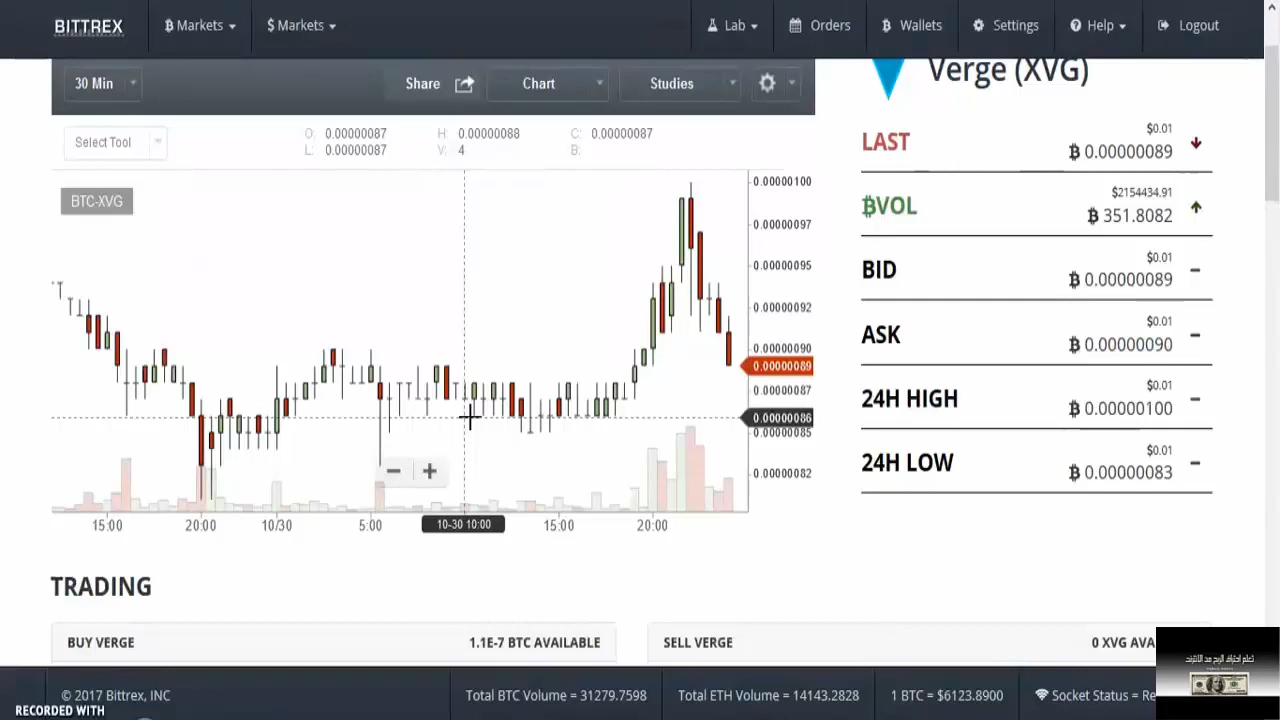 BITTREX
฿ Markets
$ Markets
Lab
Orders
฿ Wallets
Settings
Help
Logout
30 Min
Share
Chart
Studies
Verge (XVG)
Select Tool
O: 0.00000087 H: 0.00000088 C: 0.00000087
L: 0.00000087 V: 4 B:
BTC-XVG
0.00000100
0.00000097
0.00000095
0.00000092
0.00000090
0.00000089
0.00000087
0.00000086
0.00000085
0.00000082
15:00 20:00 10/30 5:00 10-30 10:00 15:00 20:00
LAST
$0.01
฿ 0.00000089
฿VOL
$2154434.91
฿ 351.8082
BID
$0.01
฿ 0.00000089
ASK
$0.01
฿ 0.00000090
24H HIGH
$0.01
฿ 0.00000100
24H LOW
$0.01
฿ 0.00000083
TRADING
BUY VERGE 1.1E-7 BTC AVAILABLE
SELL VERGE 0 XVG AVA
© 2017 Bittrex, INC
Total BTC Volume = 31279.7598
Total ETH Volume = 14143.2828
1 BTC = $6123.8900
Socket Status = Re
RECORDED WITH